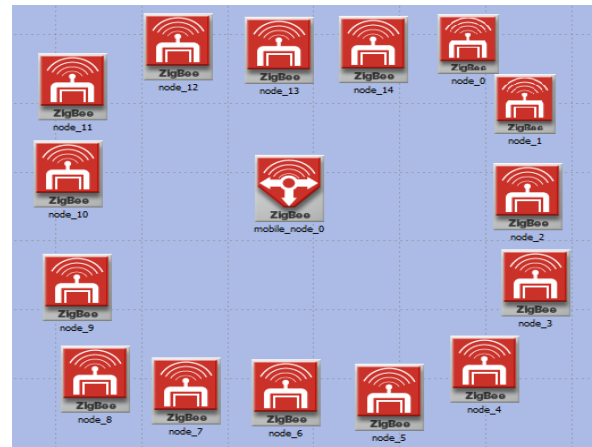 ZigBee
node_12
ZigBee
node_13
ZigBee
node_14
ZigBee
node_0
ZigBee
node_11
ZigBee
node_1
ZigBee
node_10
ZigBee
mobile_node_0
ZigBee
node_2
ZigBee
node_9
ZigBee
node_3
ZigBee
node_8
ZigBee
node_7
ZigBee
node_6
ZigBee
node_5
ZigBee
node_4